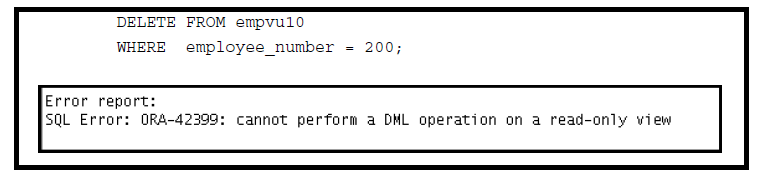 DELETE FROM empvu10
WHERE employee_number = 200;
Error report:
SQL Error: ORA-42399: cannot perform a DML operation on a read-only view